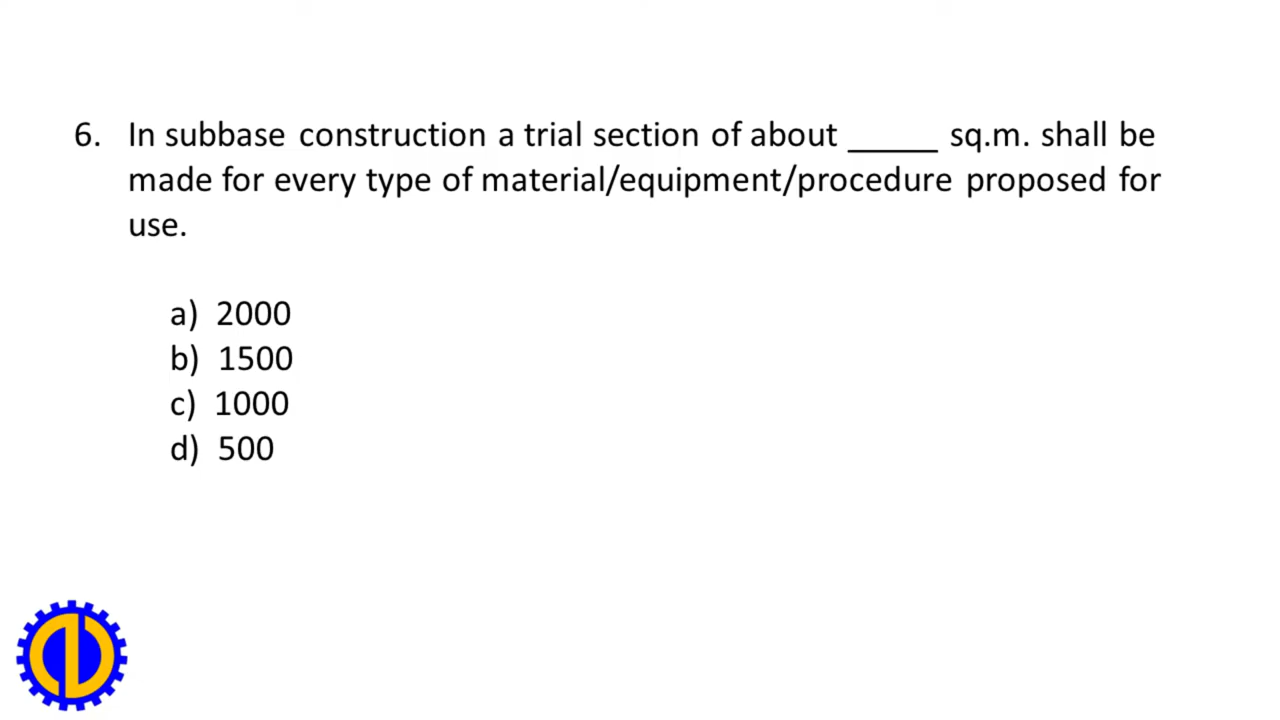 6. In subbase construction a trial section of about _____ sq.m. shall be
made for every type of material/equipment/procedure proposed for
use.
a) 2000
b) 1500
c) 1000
d) 500